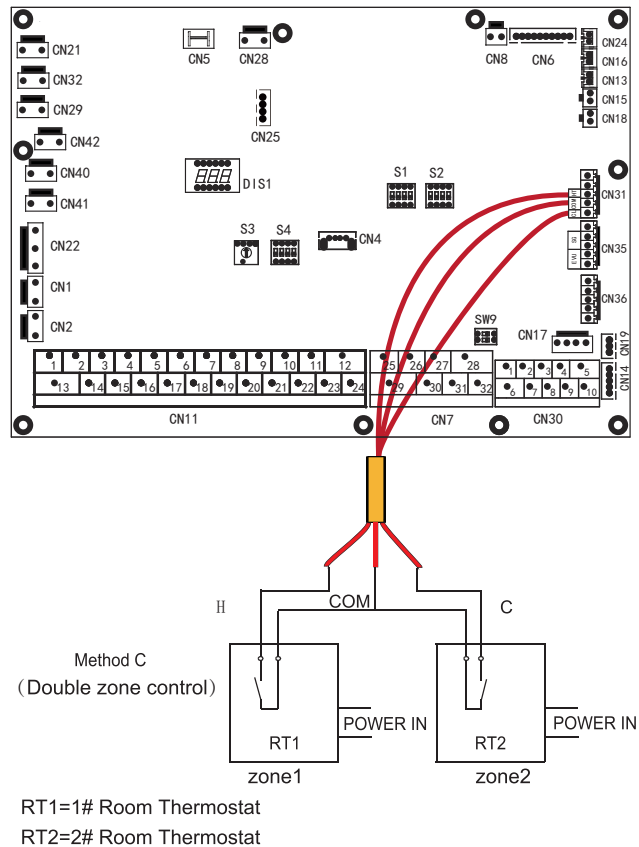 CN21
CN5
CN28
CN8
CN6
CN24
CN16
CN32
CN13
CN29
CN15
CN25
CN18
CN42
CN40
DIS1
S1
S2
CN31
CN41
CN22
S3
S4
CN4
CN35
CN1
CN36
CN2
SW9
CN17
CN19
1 2 3 4 5 6 7 8 9 10 11 12
25 26 27 28
1 2 3 4 5
CN14
13 14 15 16 17 18 19 20 21 22 23 24
29 30 31 32
6 7 8 9 10
CN11
CN7
CN30
H
COM
C
Method C
(Double zone control)
POWER IN
POWER IN
RT1
RT2
zone1
zone2
RT1=1# Room Thermostat
RT2=2# Room Thermostat